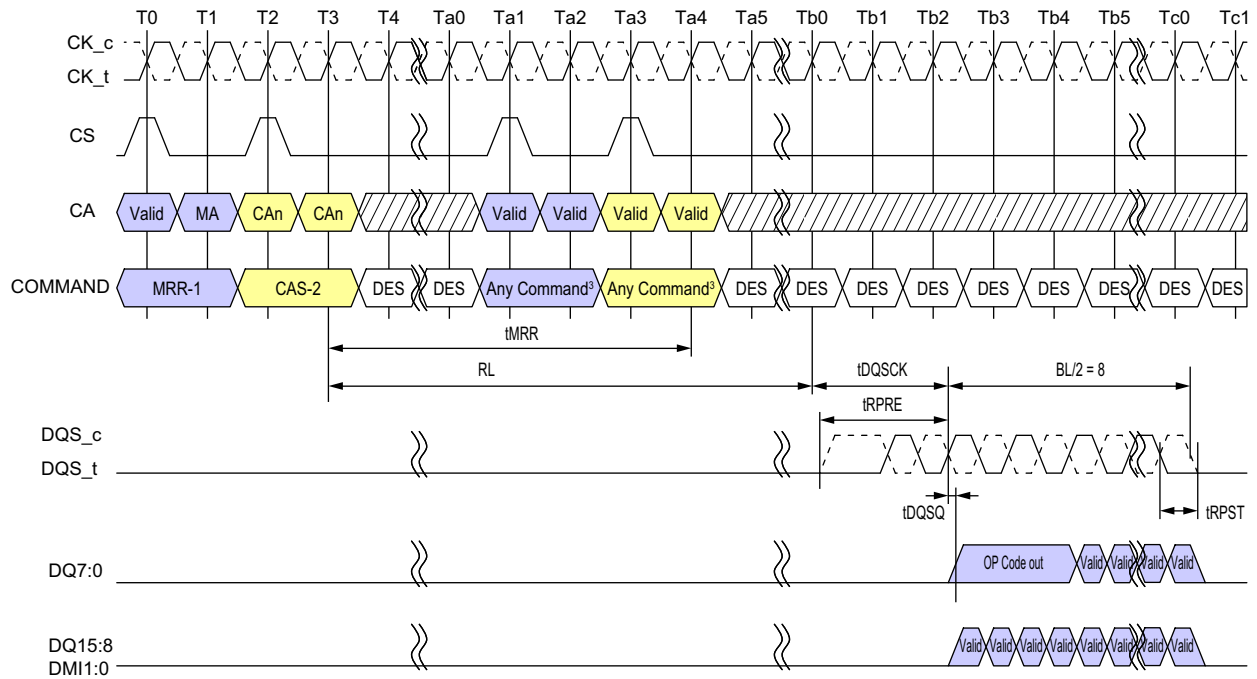 T0 T1 T2 T3 T4 Ta0 Ta1 Ta2 Ta3 Ta4 Ta5 Tb0 Tb1 Tb2 Tb3 Tb4 Tb5 Tc0 Tc1
CK_c
CK_t
CS
CA Valid MA CAn CAn Valid Valid Valid Valid
COMMAND MRR-1 CAS-2 DES DES Any Command³ Any Command³ DES DES DES DES DES DES DES DES DES
tMRR
RL tDQSCK BL/2 = 8
tRPRE
DQS_c
DQS_t
tDQSQ tRPST
DQ7:0 OP Code out Valid Valid Valid Valid
DQ15:8 Valid Valid Valid Valid Valid Valid Valid Valid
DMI1:0